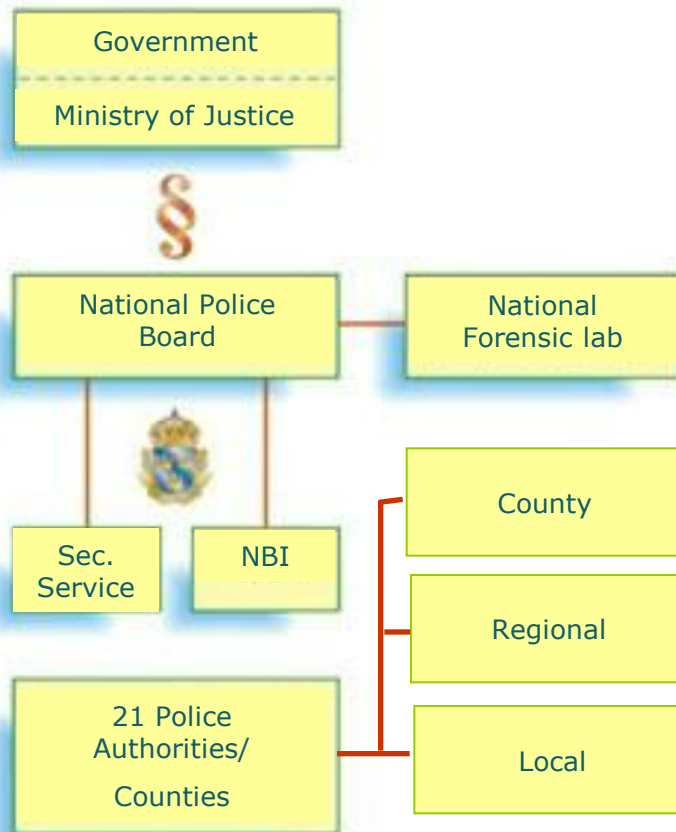 Government
Ministry of Justice
§
National Police
Board
National
Forensic lab
Sec.
Service
NBI
County
Regional
Local
21 Police
Authorities/
Counties